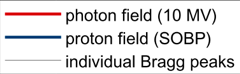 photon field (10 MV)
proton field (SOBP)
individual Bragg peaks